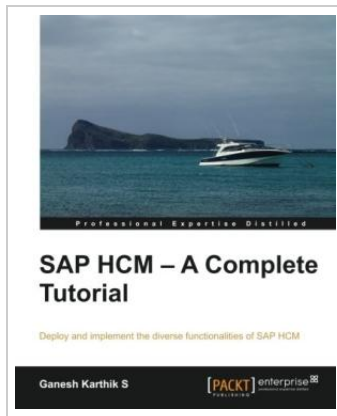 Professional Expertise Distilled
SAP HCM – A Complete
Tutorial
Deploy and implement the diverse functionalities of SAP HCM
Ganesh Karthik S
[PACKT] enterprise
PUBLISHING